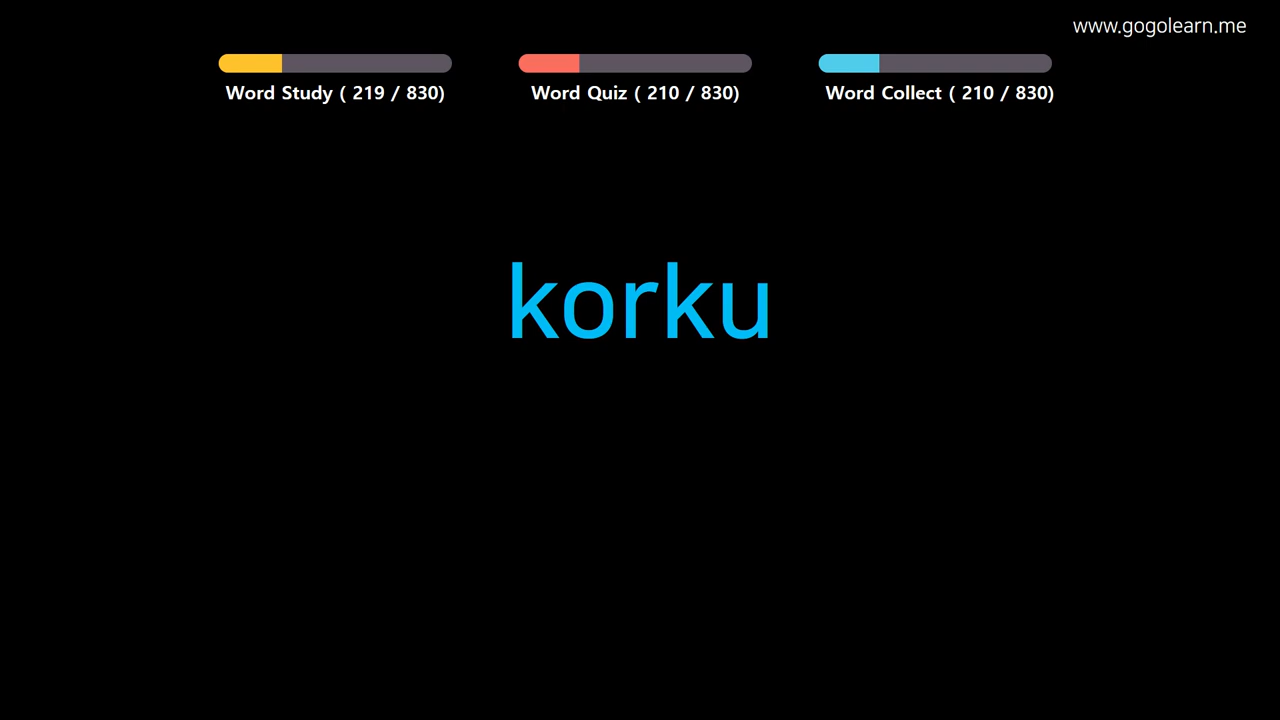 www.gogolearn.me
Word Study ( 219 / 830)
Word Quiz ( 210 / 830)
Word Collect ( 210 / 830)
korku